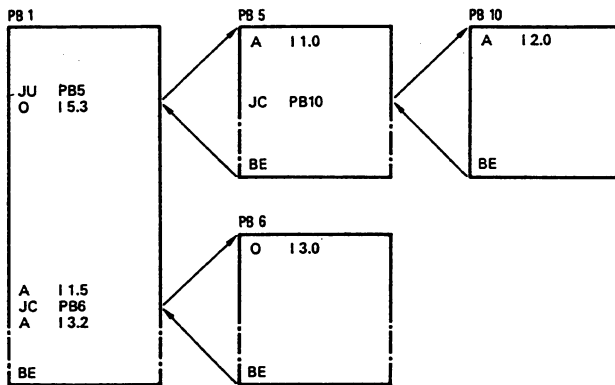 PB 1
JU PB5
O I 5.3
A I 1.5
JC PB6
A I 3.2
BE
PB 5
A I 1.0
JC PB10
BE
PB 10
A I 2.0
BE
PB 6
O I 3.0
BE